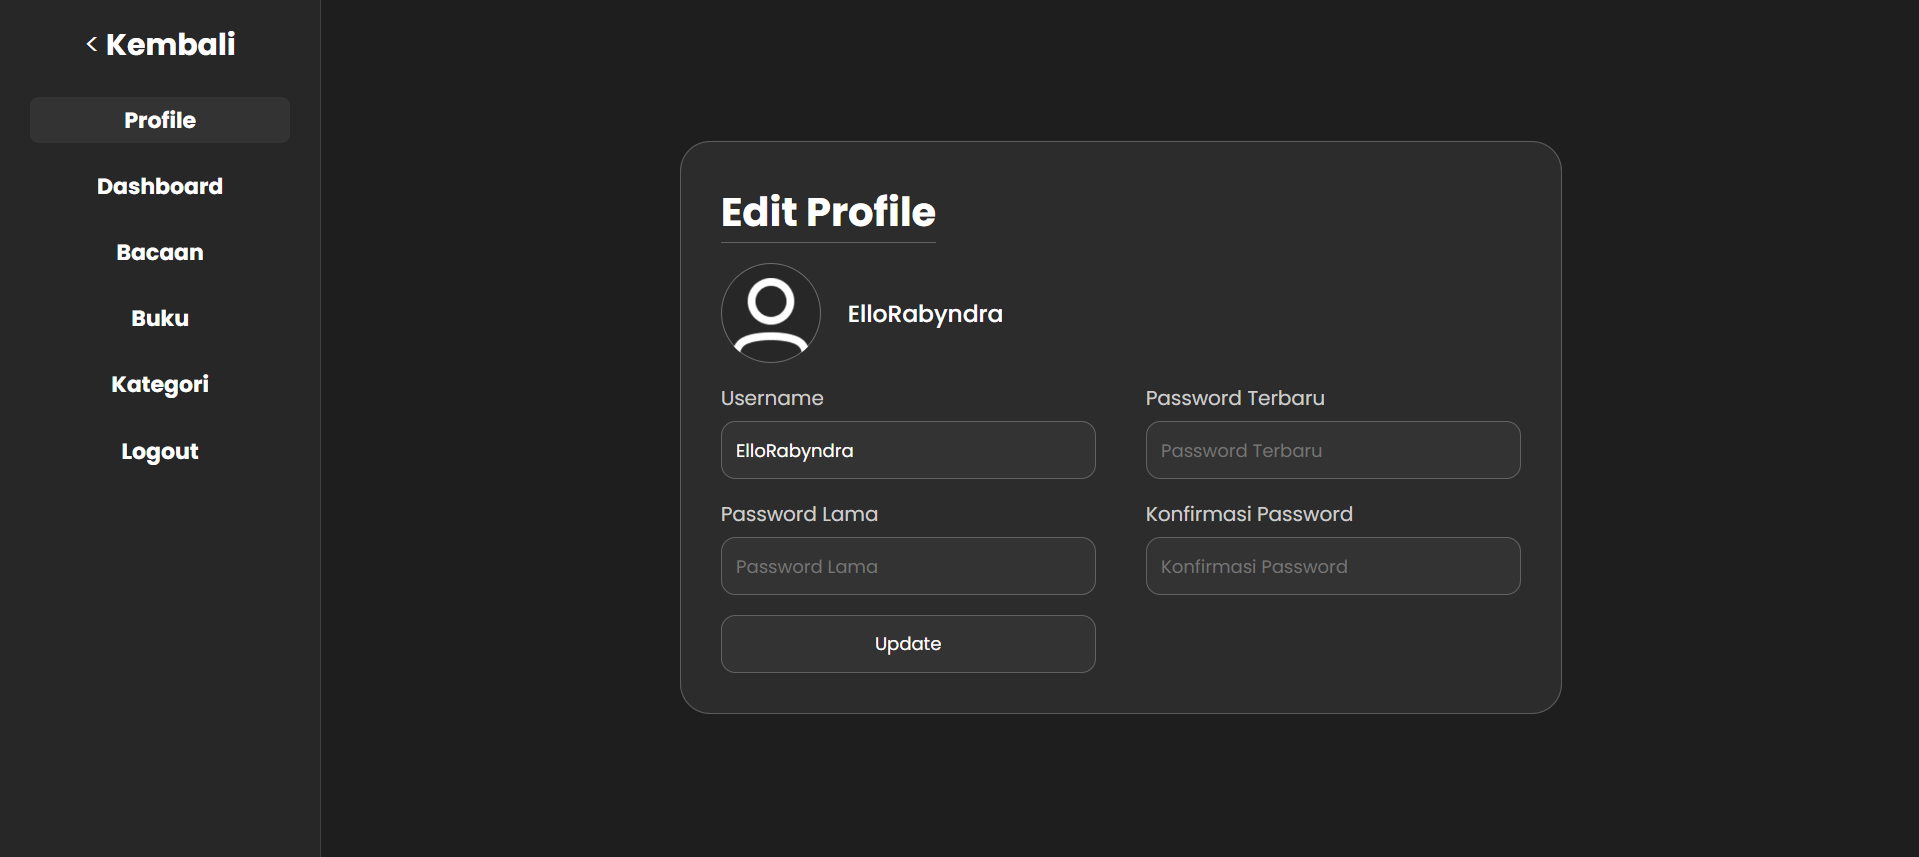 < Kembali
Profile
Dashboard
Bacaan
Buku
Kategori
Logout
Edit Profile
ElloRabyndra
Username
ElloRabyndra
Password Terbaru
Password Terbaru
Password Lama
Password Lama
Konfirmasi Password
Konfirmasi Password
Update